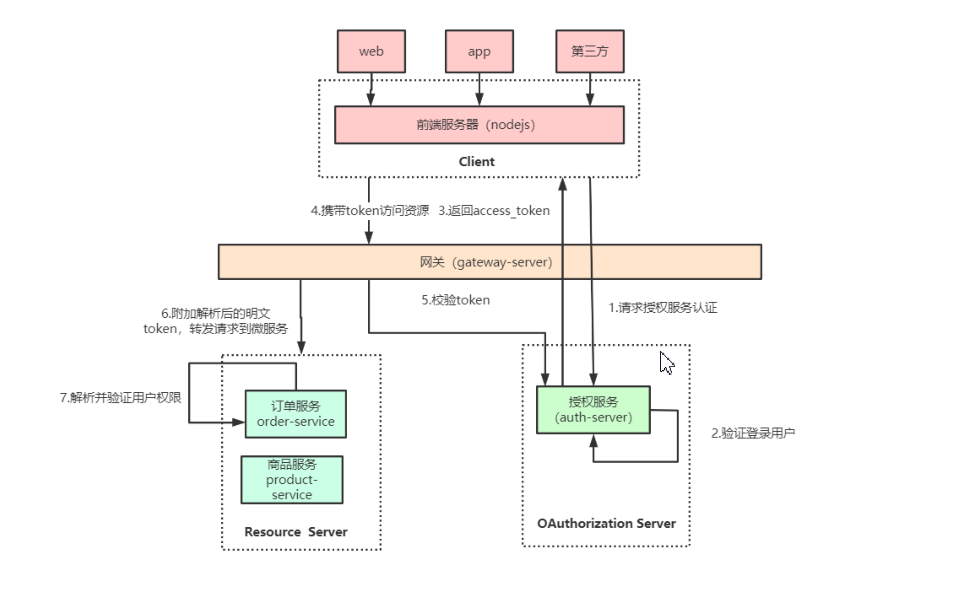 web
app
第三方
前端服务器（nodejs）
Client
4.携带token访问资源
3.返回access_token
网关（gateway-server）
5.校验token
1.请求授权服务认证
6.附加解析后的明文
token，转发请求到微服务
7.解析并验证用户权限
订单服务
order-service
授权服务
（auth-server）
2.验证登录用户
商品服务
product-
service
Resource Server
OAuthorization Server